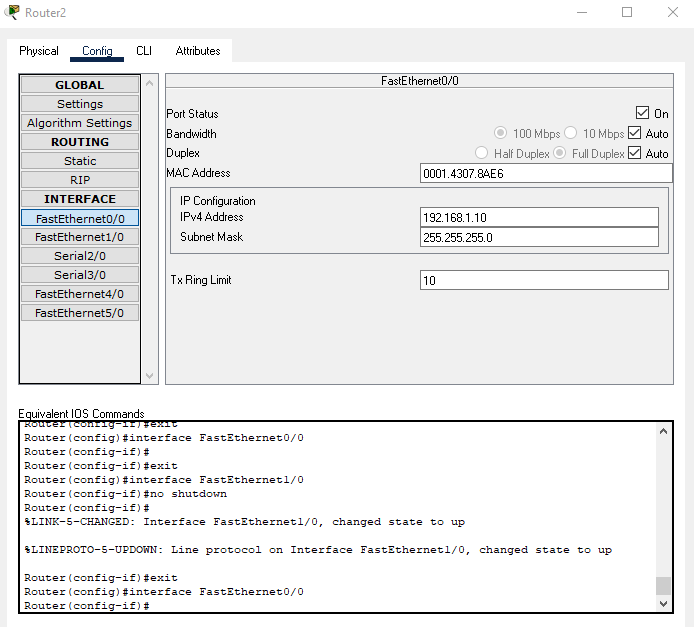 Router2
Physical Config CLI Attributes
GLOBAL
Settings
Algorithm Settings
ROUTING
Static
RIP
INTERFACE
FastEthernet0/0
FastEthernet1/0
Serial2/0
Serial3/0
FastEthernet4/0
FastEthernet5/0
FastEthernet0/0
Port Status On
Bandwidth 100 Mbps 10 Mbps Auto
Duplex Half Duplex Full Duplex Auto
MAC Address 0001.4307.8AE6
IP Configuration
IPv4 Address 192.168.1.10
Subnet Mask 255.255.255.0
Tx Ring Limit 10
Equivalent IOS Commands
Router(config-if)#exit
Router(config)#interface FastEthernet0/0
Router(config-if)#
Router(config-if)#exit
Router(config)#interface FastEthernet1/0
Router(config-if)#no shutdown
Router(config-if)#
%LINK-5-CHANGED: Interface FastEthernet1/0, changed state to up
%LINEPROTO-5-UPDOWN: Line protocol on Interface FastEthernet1/0, changed state to up
Router(config-if)#exit
Router(config)#interface FastEthernet0/0
Router(config-if)#